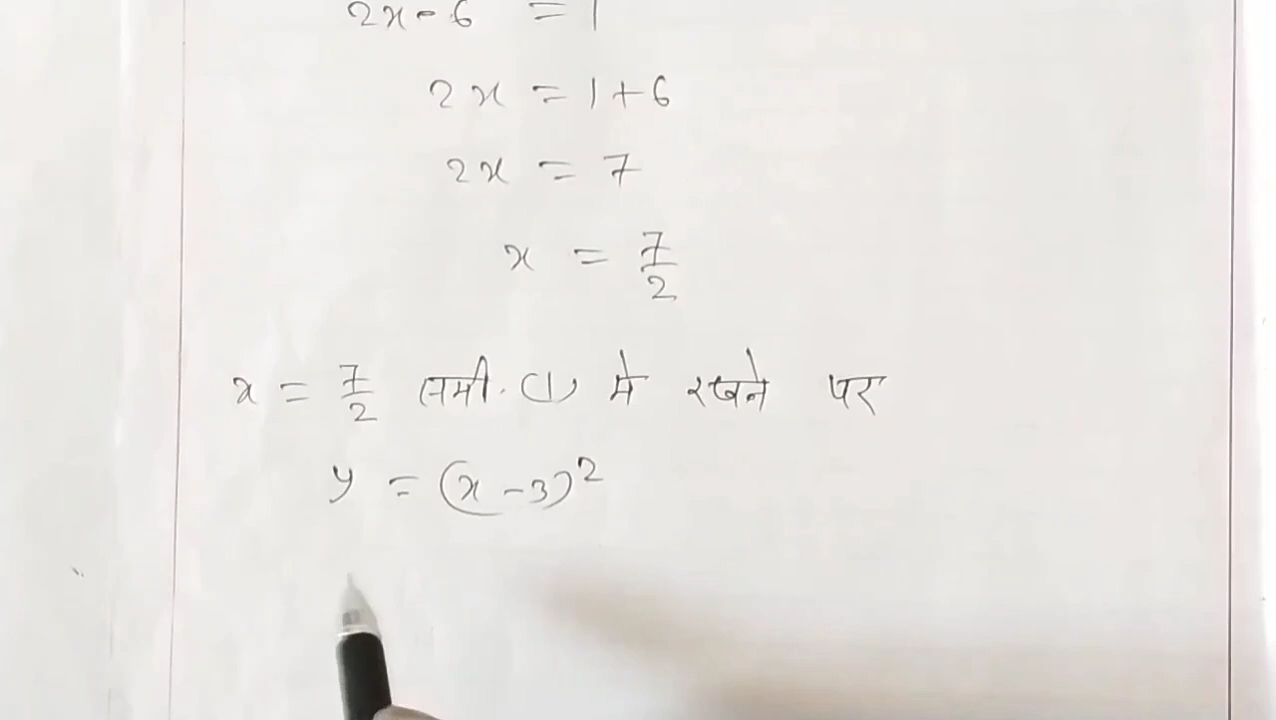 2x - 6 = 1
2x = 1 + 6
2x = 7
x = 7/2
x = 7/2 समी. (1) मे रखने पर
y = (x - 3)²